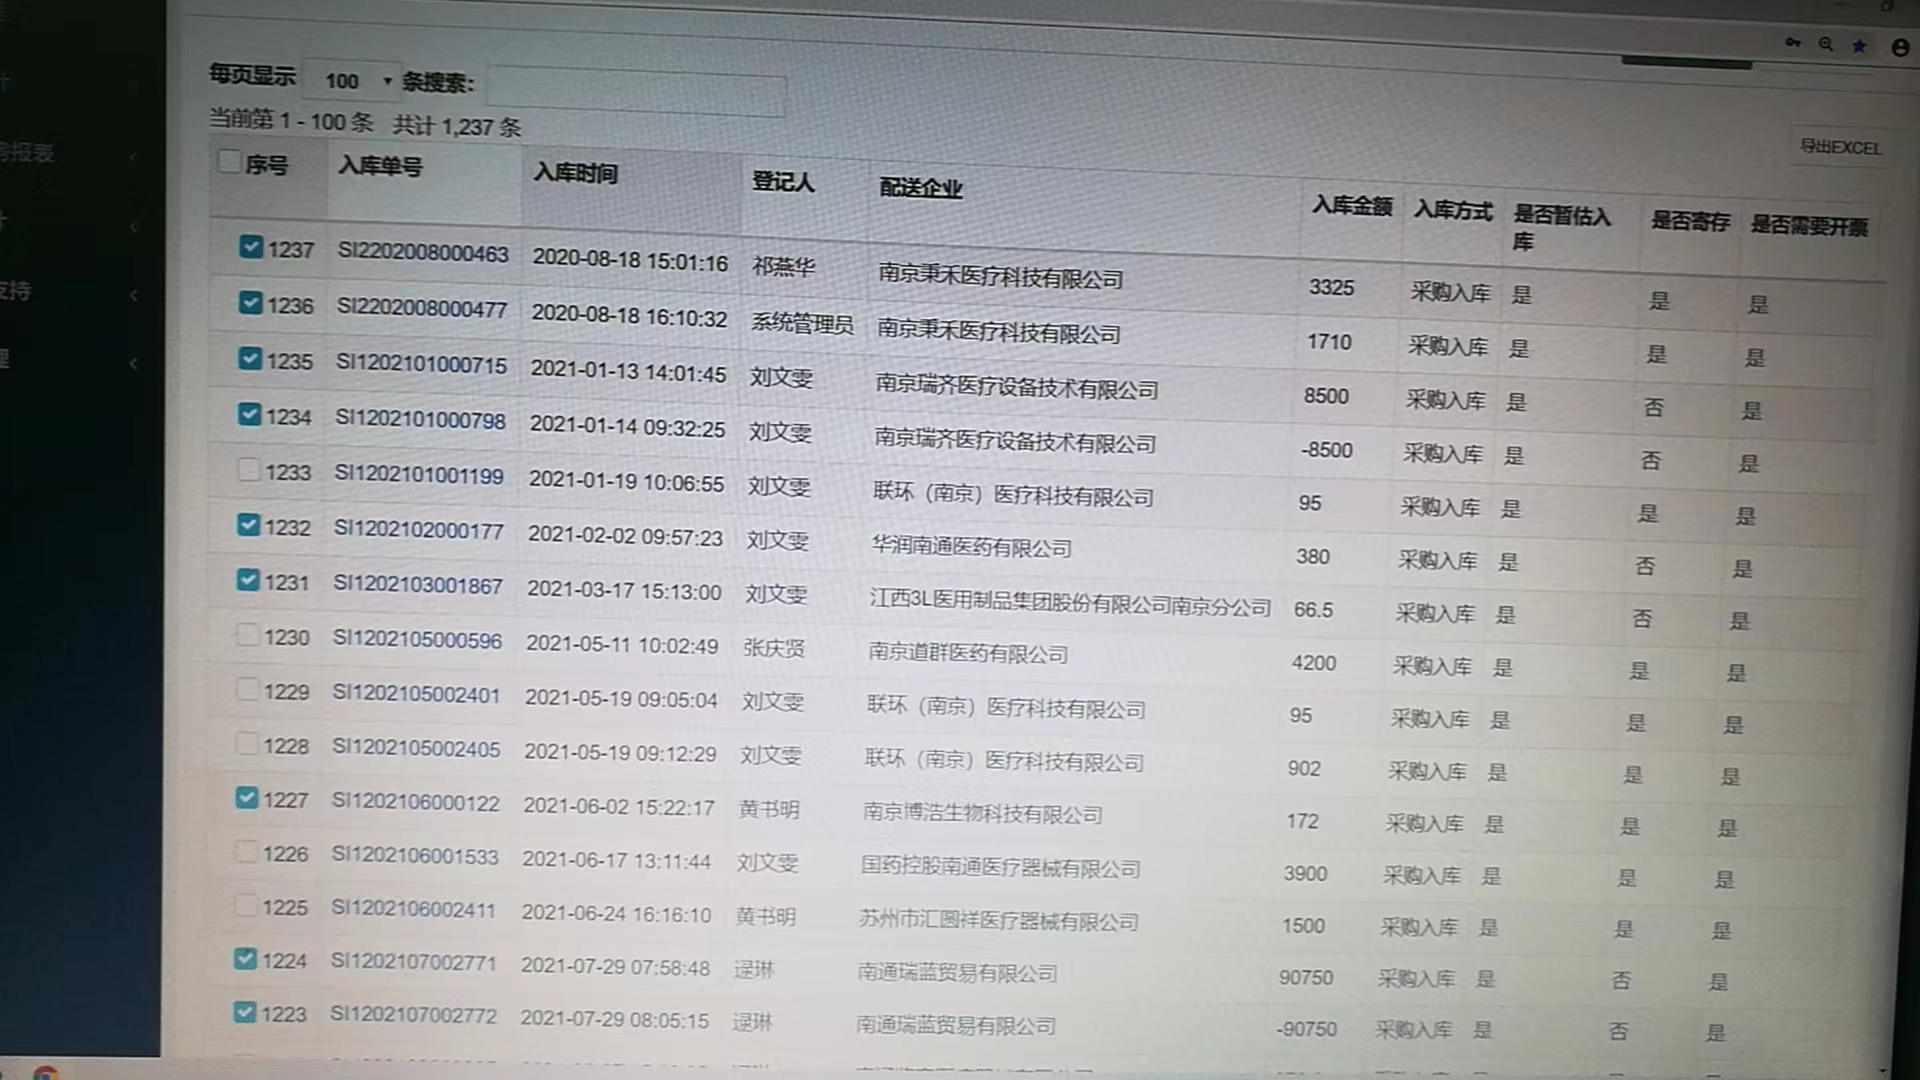 每页显示 100 条搜索:
当前第 1 - 100 条 共计 1,237 条
导出EXCEL
房报表
支持
理
序号 入库单号 入库时间 登记人 配送企业 入库金额 入库方式 是否暂估入库 是否寄存 是否需要开票
1237 SI2202008000463 2020-08-18 15:01:16 祁燕华 南京秉禾医疗科技有限公司 3325 采购入库 是 是 是
1236 SI2202008000477 2020-08-18 16:10:32 系统管理员 南京秉禾医疗科技有限公司 1710 采购入库 是 是 是
1235 SI1202101000715 2021-01-13 14:01:45 刘文雯 南京瑞齐医疗设备技术有限公司 8500 采购入库 是 否 是
1234 SI1202101000798 2021-01-14 09:32:25 刘文雯 南京瑞齐医疗设备技术有限公司 -8500 采购入库 是 否 是
1233 SI1202101001199 2021-01-19 10:06:55 刘文雯 联环（南京）医疗科技有限公司 95 采购入库 是 是 是
1232 SI1202102000177 2021-02-02 09:57:23 刘文雯 华润南通医药有限公司 380 采购入库 是 否 是
1231 SI1202103001867 2021-03-17 15:13:00 刘文雯 江西3L医用制品集团股份有限公司南京分公司 66.5 采购入库 是 否 是
1230 SI1202105000596 2021-05-11 10:02:49 张庆贤 南京道群医药有限公司 4200 采购入库 是 是 是
1229 SI1202105002401 2021-05-19 09:05:04 刘文雯 联环（南京）医疗科技有限公司 95 采购入库 是 是 是
1228 SI1202105002405 2021-05-19 09:12:29 刘文雯 联环（南京）医疗科技有限公司 902 采购入库 是 是 是
1227 SI1202106000122 2021-06-02 15:22:17 黄书明 南京博浩生物科技有限公司 172 采购入库 是 是 是
1226 SI1202106001533 2021-06-17 13:11:44 刘文雯 国药控股南通医疗器械有限公司 3900 采购入库 是 是 是
1225 SI1202106002411 2021-06-24 16:16:10 黄书明 苏州市汇圆祥医疗器械有限公司 1500 采购入库 是 是 是
1224 SI1202107002771 2021-07-29 07:58:48 逯琳 南通瑞蓝贸易有限公司 90750 采购入库 是 否 是
1223 SI1202107002772 2021-07-29 08:05:15 逯琳 南通瑞蓝贸易有限公司 -90750 采购入库 是 否 是